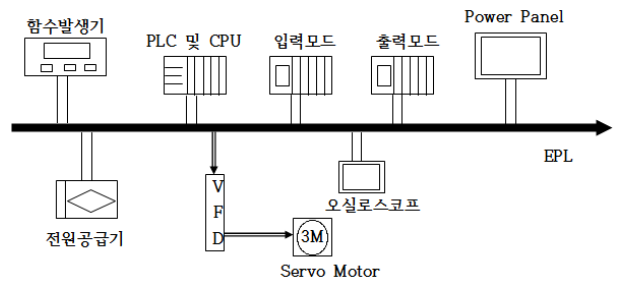 함수발생기
PLC 및 CPU
입력모드
출력모드
Power Panel
EPL
전원공급기
V
F
D
3M
Servo Motor
오실로스코프